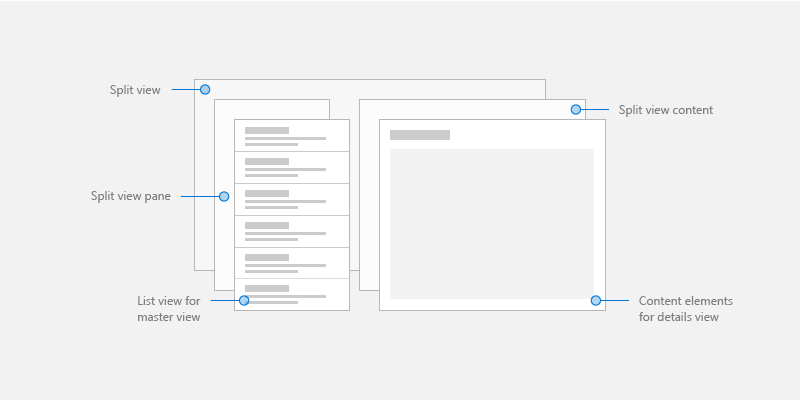 Split view
Split view content
Split view pane
List view for
master view
Content elements
for details view